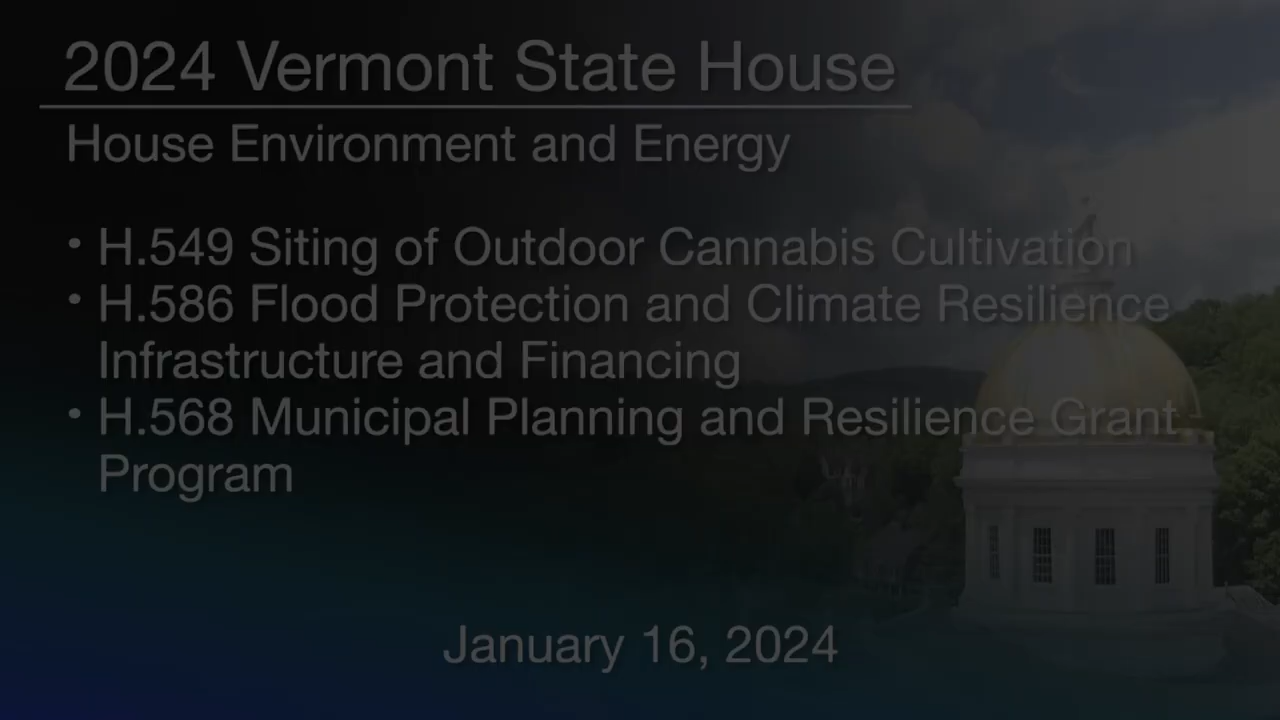 2024 Vermont State House
House Environment and Energy
• H.549 Siting of Outdoor Cannabis Cultivation
• H.586 Flood Protection and Climate Resilience
Infrastructure and Financing
• H.568 Municipal Planning and Resilience Grant
Program
January 16, 2024